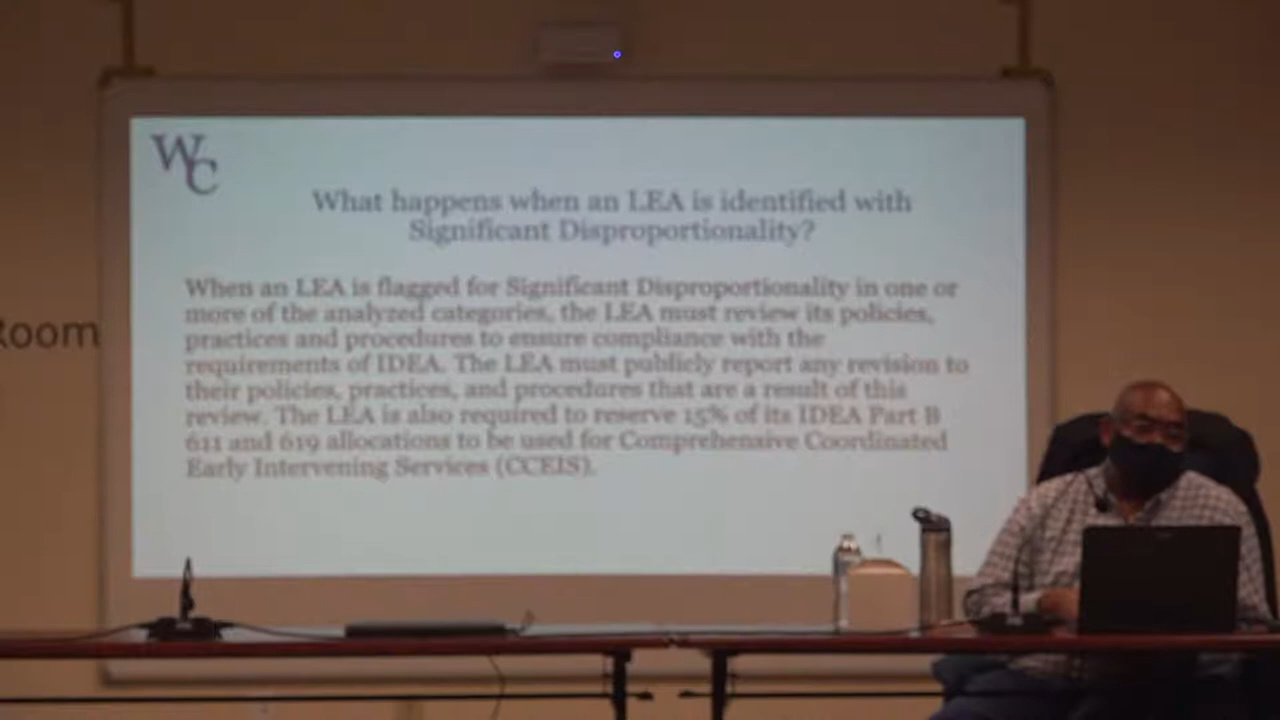 WC
What happens when an LEA is identified with
Significant Disproportionality?
When an LEA is flagged for Significant Disproportionality in one or
more of the analyzed categories, the LEA must review its policies,
practices and procedures to ensure compliance with the
requirements of IDEA. The LEA must publicly report any revision to
their policies, practices, and procedures that are a result of this
review. The LEA is also required to reserve 15% of its IDEA Part B
611 and 619 allocations to be used for Comprehensive Coordinated
Early Intervening Services (CCEIS).
Room